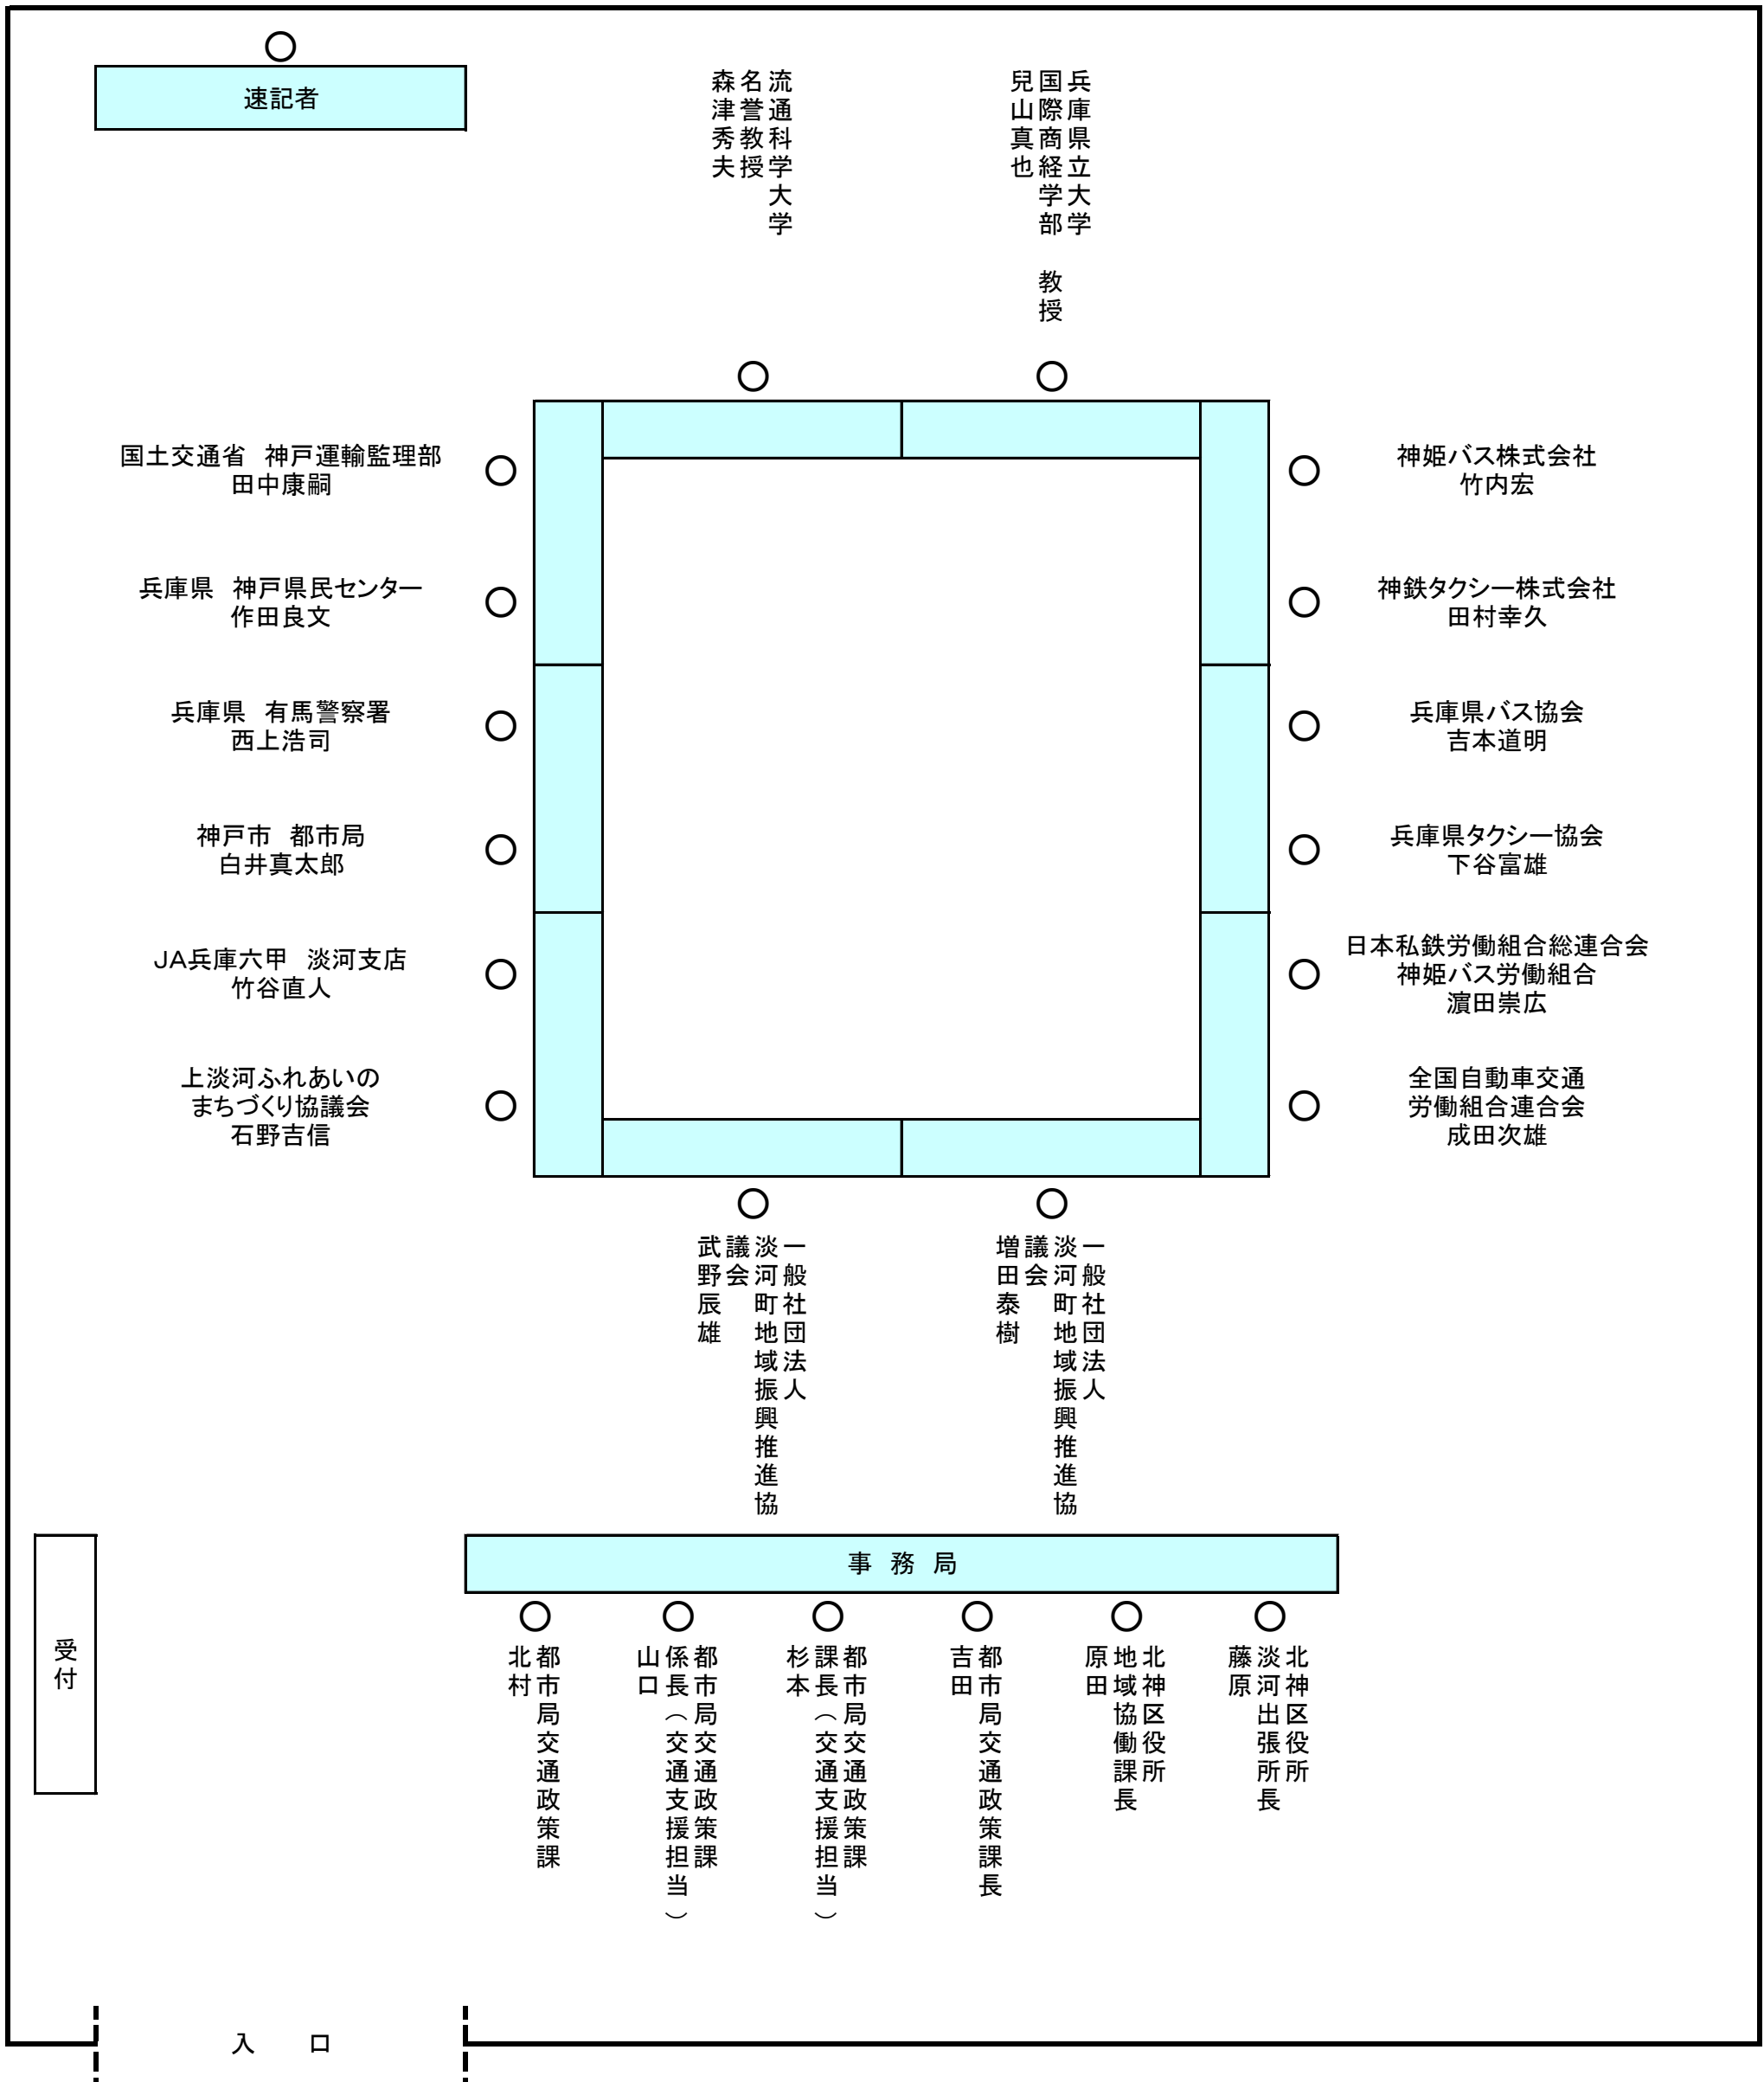 速記者
流通科学大学
名誉教授
森津秀夫
兵庫県立大学
国際商経学部　教授
兒山真也
国土交通省　神戸運輸監理部
田中康嗣
兵庫県　神戸県民センター
作田良文
兵庫県　有馬警察署
西上浩司
神戸市　都市局
白井真太郎
JA兵庫六甲　淡河支店
竹谷直人
上淡河ふれあいの
まちづくり協議会
石野吉信
神姫バス株式会社
竹内宏
神鉄タクシー株式会社
田村幸久
兵庫県バス協会
吉本道明
兵庫県タクシー協会
下谷富雄
日本私鉄労働組合総連合会
神姫バス労働組合
濵田崇広
全国自動車交通
労働組合連合会
成田次雄
一般社団法人
淡河町地域振興推進協
議会
武野辰雄
一般社団法人
淡河町地域振興推進協
議会
増田泰樹
事　務　局
都市局交通政策課
北村
都市局交通政策課
係長（交通支援担当）
山口
都市局交通政策課
課長（交通支援担当）
杉本
都市局交通政策課長
吉田
北神区役所
地域協働課長
原田
北神区役所
淡河出張所長
藤原
受付
入　　口